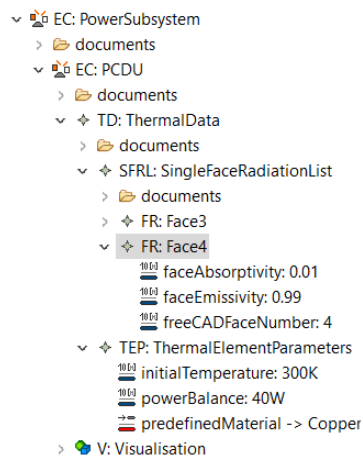 EC: PowerSubsystem
documents
EC: PCDU
documents
TD: ThermalData
documents
SFRL: SingleFaceRadiationList
documents
FR: Face3
FR: Face4
faceAbsorptivity: 0.01
faceEmissivity: 0.99
freeCADFaceNumber: 4
TEP: ThermalElementParameters
initialTemperature: 300K
powerBalance: 40W
predefinedMaterial -> Copper
V: Visualisation